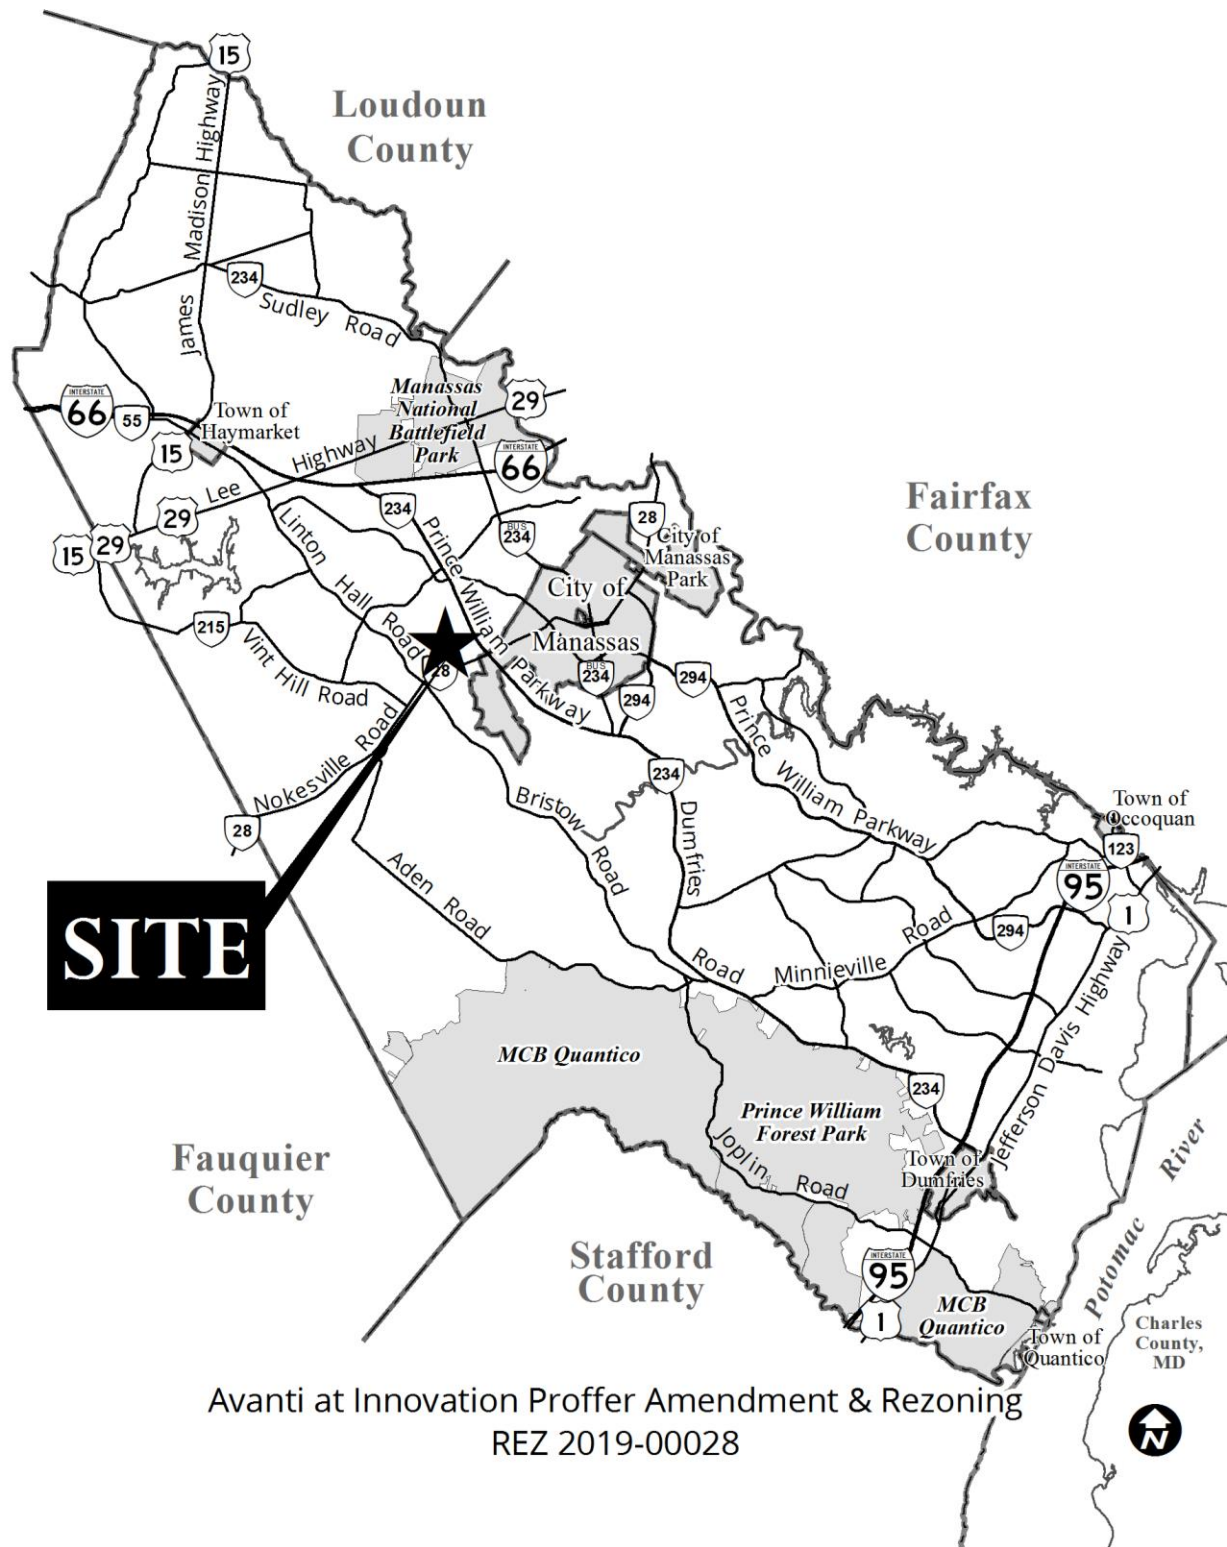 15
Loudoun
County
James Madison Highway
234
Sudley Road
Manassas
National
Battlefield
Park
29
INTERSTATE
66
55
Town of
Haymarket
15
Lee Highway
INTERSTATE
66
29
15
29
234
BUS
234
28
City of
Manassas
Park
Fairfax
County
Linton Hall Road
Prince William Parkway
City of
Manassas
215
Vint Hill Road
28
BUS
234
294
294
Nokesville Road
28
234
Bristow Road
Dumfries Road
Prince William Parkway
Town of
Occoquan
123
INTERSTATE
95
1
Aden Road
SITE
294
Minnieville Road
Jefferson Davis Highway
MCB Quantico
234
Prince William
Forest Park
Joplin Road
Town of
Dumfries
Fauquier
County
Stafford
County
INTERSTATE
95
1
MCB
Quantico
Town of
Quantico
Potomac River
Charles
County,
MD
Avanti at Innovation Proffer Amendment & Rezoning
REZ 2019-00028
N